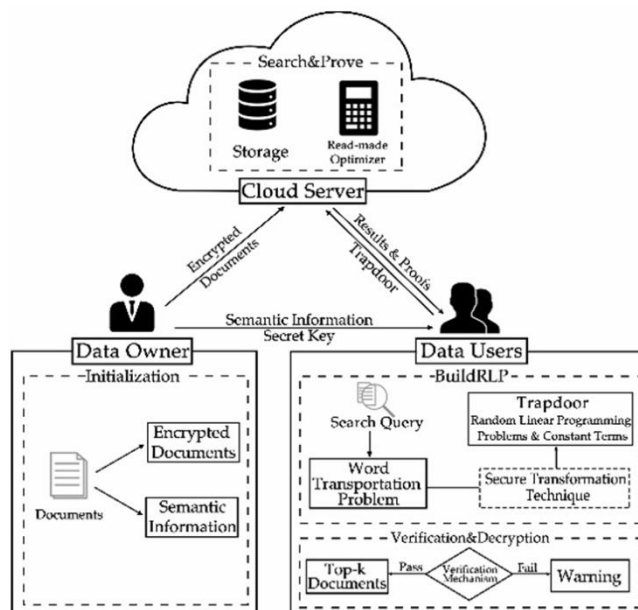 Search&Prove
Storage
Read-made
Optimizer
Cloud Server
Encrypted
Documents
Results & Proofs
Trapdoor
Semantic Information
Secret Key
Data Owner
Initialization
Documents
Encrypted
Documents
Semantic
Information
Data Users
BuildRLP
Search Query
Word
Transportation
Problem
Trapdoor
Random Linear Programming
Problems & Constant Terms
Secure Transformation
Technique
Verification&Decryption
Top-k
Documents
Pass
Verification
Mechanism
Fail
Warning